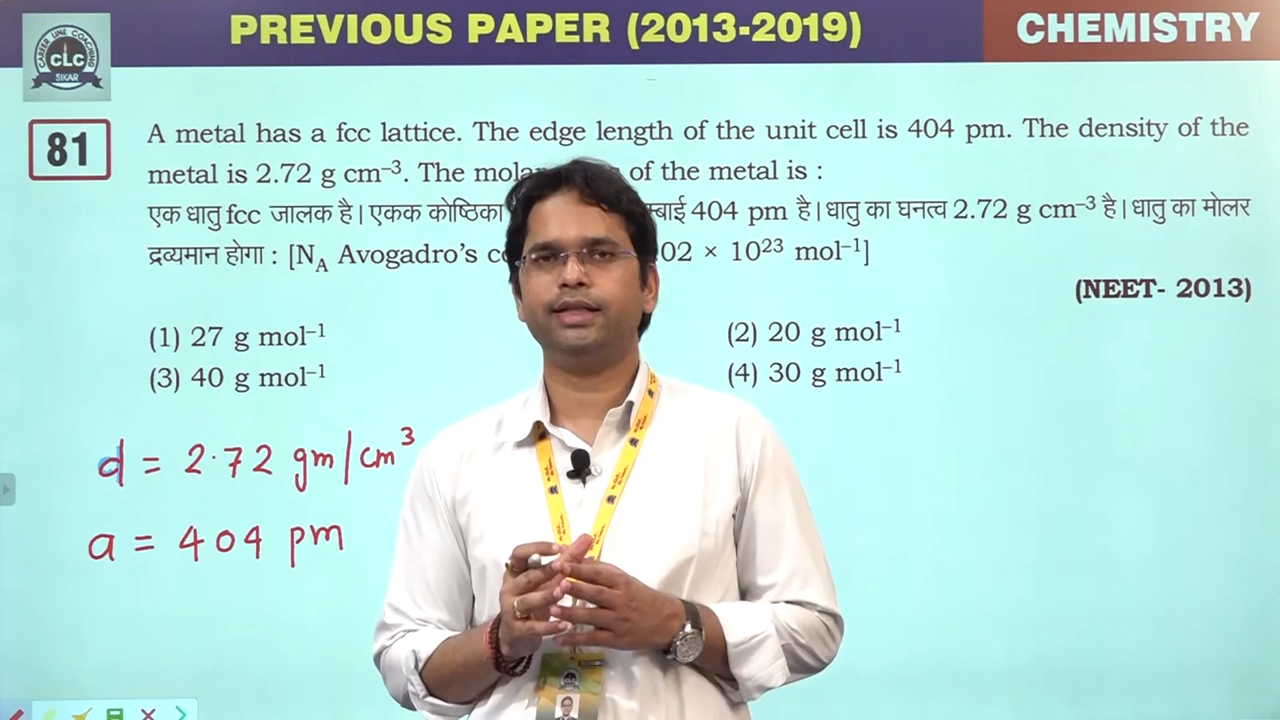 PREVIOUS PAPER (2013-2019)
CHEMISTRY
CAREER LINE COACHING
CLC
SIKAR
81
A metal has a fcc lattice. The edge length of the unit cell is 404 pm. The density of the
metal is 2.72 g cm⁻³. The of the metal is :
एक धातु fcc जालक है। एकक कोष्ठिका 404 pm है। धातु का घनत्व 2.72 g cm⁻³ है। धातु का मोलर
द्रव्यमान होगा : [N_A Avogadro's 02 × 10²³ mol⁻¹]
(NEET- 2013)
(1) 27 g mol⁻¹
(2) 20 g mol⁻¹
(3) 40 g mol⁻¹
(4) 30 g mol⁻¹
d = 2.72 gm/cm³
a = 404 pm